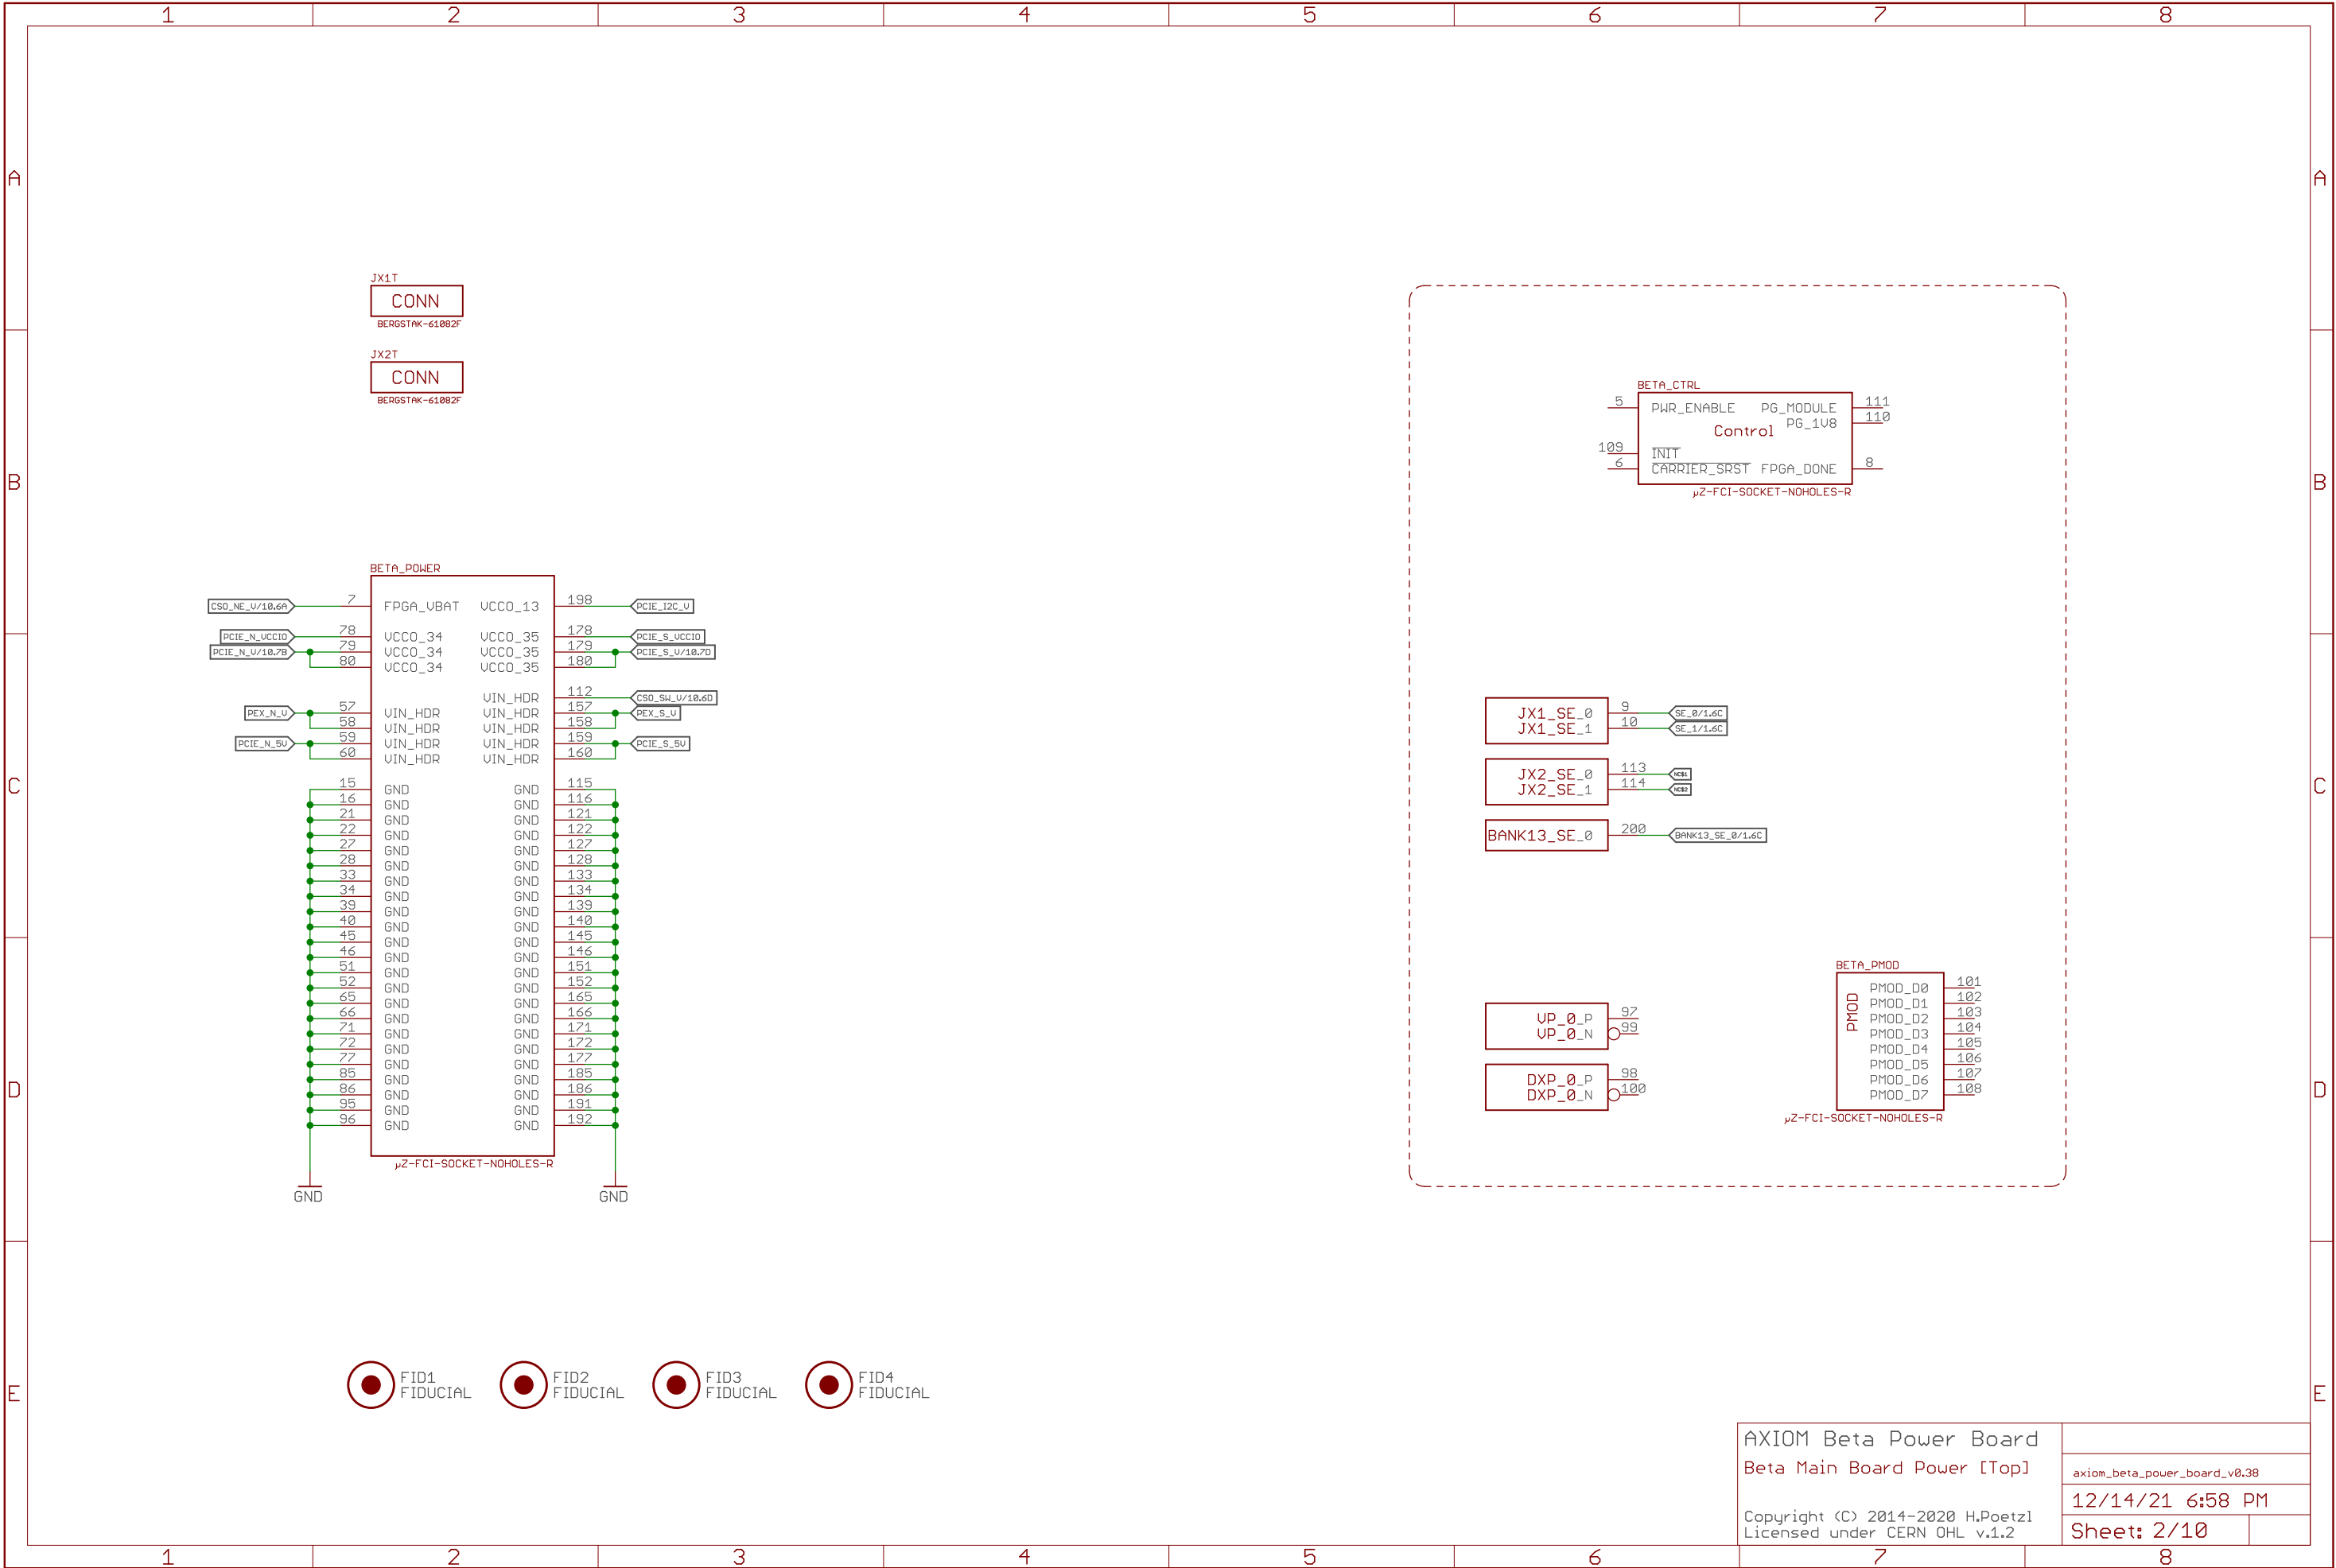 1 2 3 4 5 6 7 8
A A
JX1T
CONN
BERGSTAK-61082F
JX2T
CONN
BERGSTAK-61082F
B B
BETA_CTRL
5 PWR_ENABLE PG_MODULE 111
PG_1V8 110
Control
109 INIT
6 CARRIER_SRST FPGA_DONE 8
µZ-FCI-SOCKET-NOHOLES-R
BETA_POWER
CSO_NE_V/10.6A 7 FPGA_VBAT VCCO_13 198 PCIE_I2C_V
PCIE_N_VCCIO 78 VCCO_34 VCCO_35 178 PCIE_S_VCCIO
PCIE_N_V/10.7B 79 VCCO_34 VCCO_35 179 PCIE_S_V/10.7D
80 VCCO_34 VCCO_35 180
VIN_HDR 112 CSO_SW_V/10.6D
PEX_N_V 57 VIN_HDR VIN_HDR 157 PEX_S_V
58 VIN_HDR VIN_HDR 158
PCIE_N_5V 59 VIN_HDR VIN_HDR 159 PCIE_S_5V
60 VIN_HDR VIN_HDR 160
C C
15 GND GND 115
16 GND GND 116
21 GND GND 121
22 GND GND 122
27 GND GND 127
28 GND GND 128
33 GND GND 133
34 GND GND 134
39 GND GND 139
40 GND GND 140
45 GND GND 145
46 GND GND 146
51 GND GND 151
52 GND GND 152
65 GND GND 165
66 GND GND 166
71 GND GND 171
72 GND GND 172
77 GND GND 177
85 GND GND 185
86 GND GND 186
95 GND GND 191
96 GND GND 192
µZ-FCI-SOCKET-NOHOLES-R
GND GND
JX1_SE_0 9 SE_0/1.6C
JX1_SE_1 10 SE_1/1.6C
JX2_SE_0 113 NC$1
JX2_SE_1 114 NC$2
BANK13_SE_0 200 BANK13_SE_0/1.6C
VP_0_P 97
VP_0_N 99
DXP_0_P 98
DXP_0_N 100
BETA_PMOD
PMOD
PMOD_D0 101
PMOD_D1 102
PMOD_D2 103
PMOD_D3 104
PMOD_D4 105
PMOD_D5 106
PMOD_D6 107
PMOD_D7 108
µZ-FCI-SOCKET-NOHOLES-R
D D
FID1
FIDUCIAL
FID2
FIDUCIAL
FID3
FIDUCIAL
FID4
FIDUCIAL
E E
AXIOM Beta Power Board
Beta Main Board Power [Top]
Copyright (C) 2014-2020 H.Poetzl
Licensed under CERN OHL v.1.2
axiom_beta_power_board_v0.38
12/14/21 6:58 PM
Sheet: 2/10
1 2 3 4 5 6 7 8